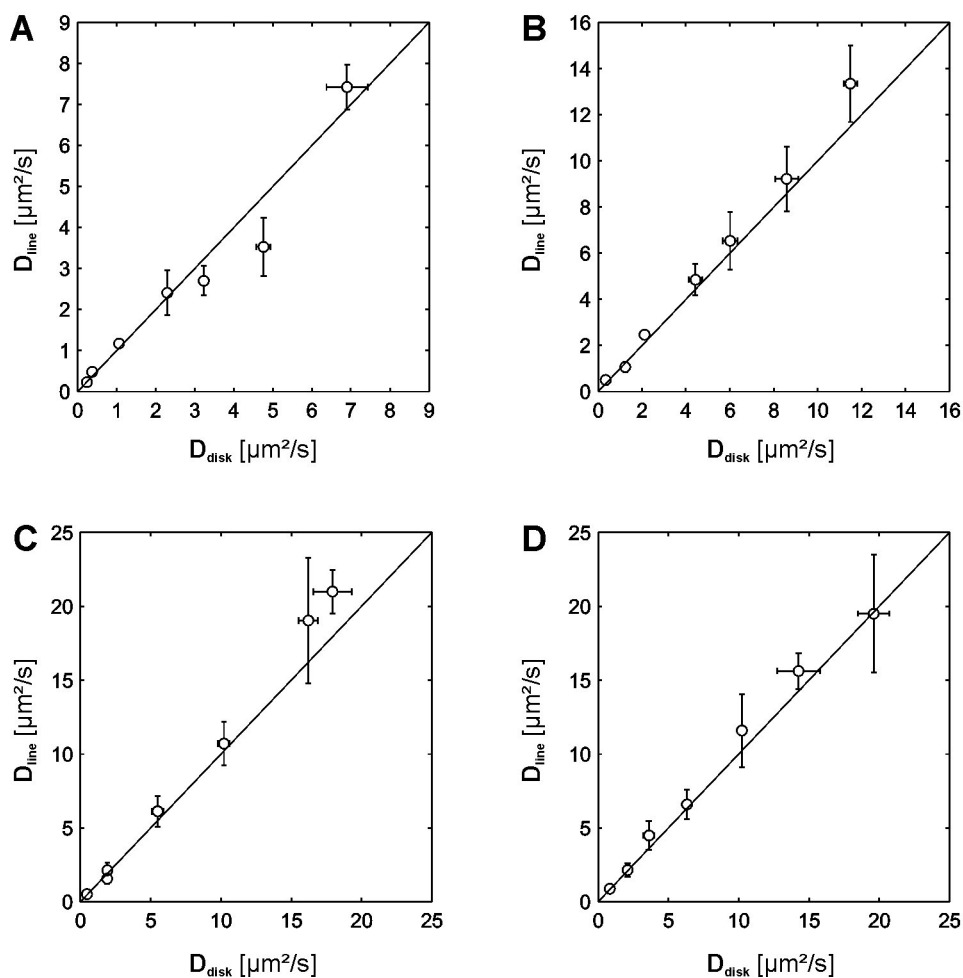 A
9
8
7
6
5
4
3
2
1
0
D_line [µm²/s]
0 1 2 3 4 5 6 7 8 9
D_disk [µm²/s]
B
16
14
12
10
8
6
4
2
0
D_line [µm²/s]
0 2 4 6 8 10 12 14 16
D_disk [µm²/s]
C
25
20
15
10
5
0
D_line [µm²/s]
0 5 10 15 20 25
D_disk [µm²/s]
D
25
20
15
10
5
0
D_line [µm²/s]
0 5 10 15 20 25
D_disk [µm²/s]